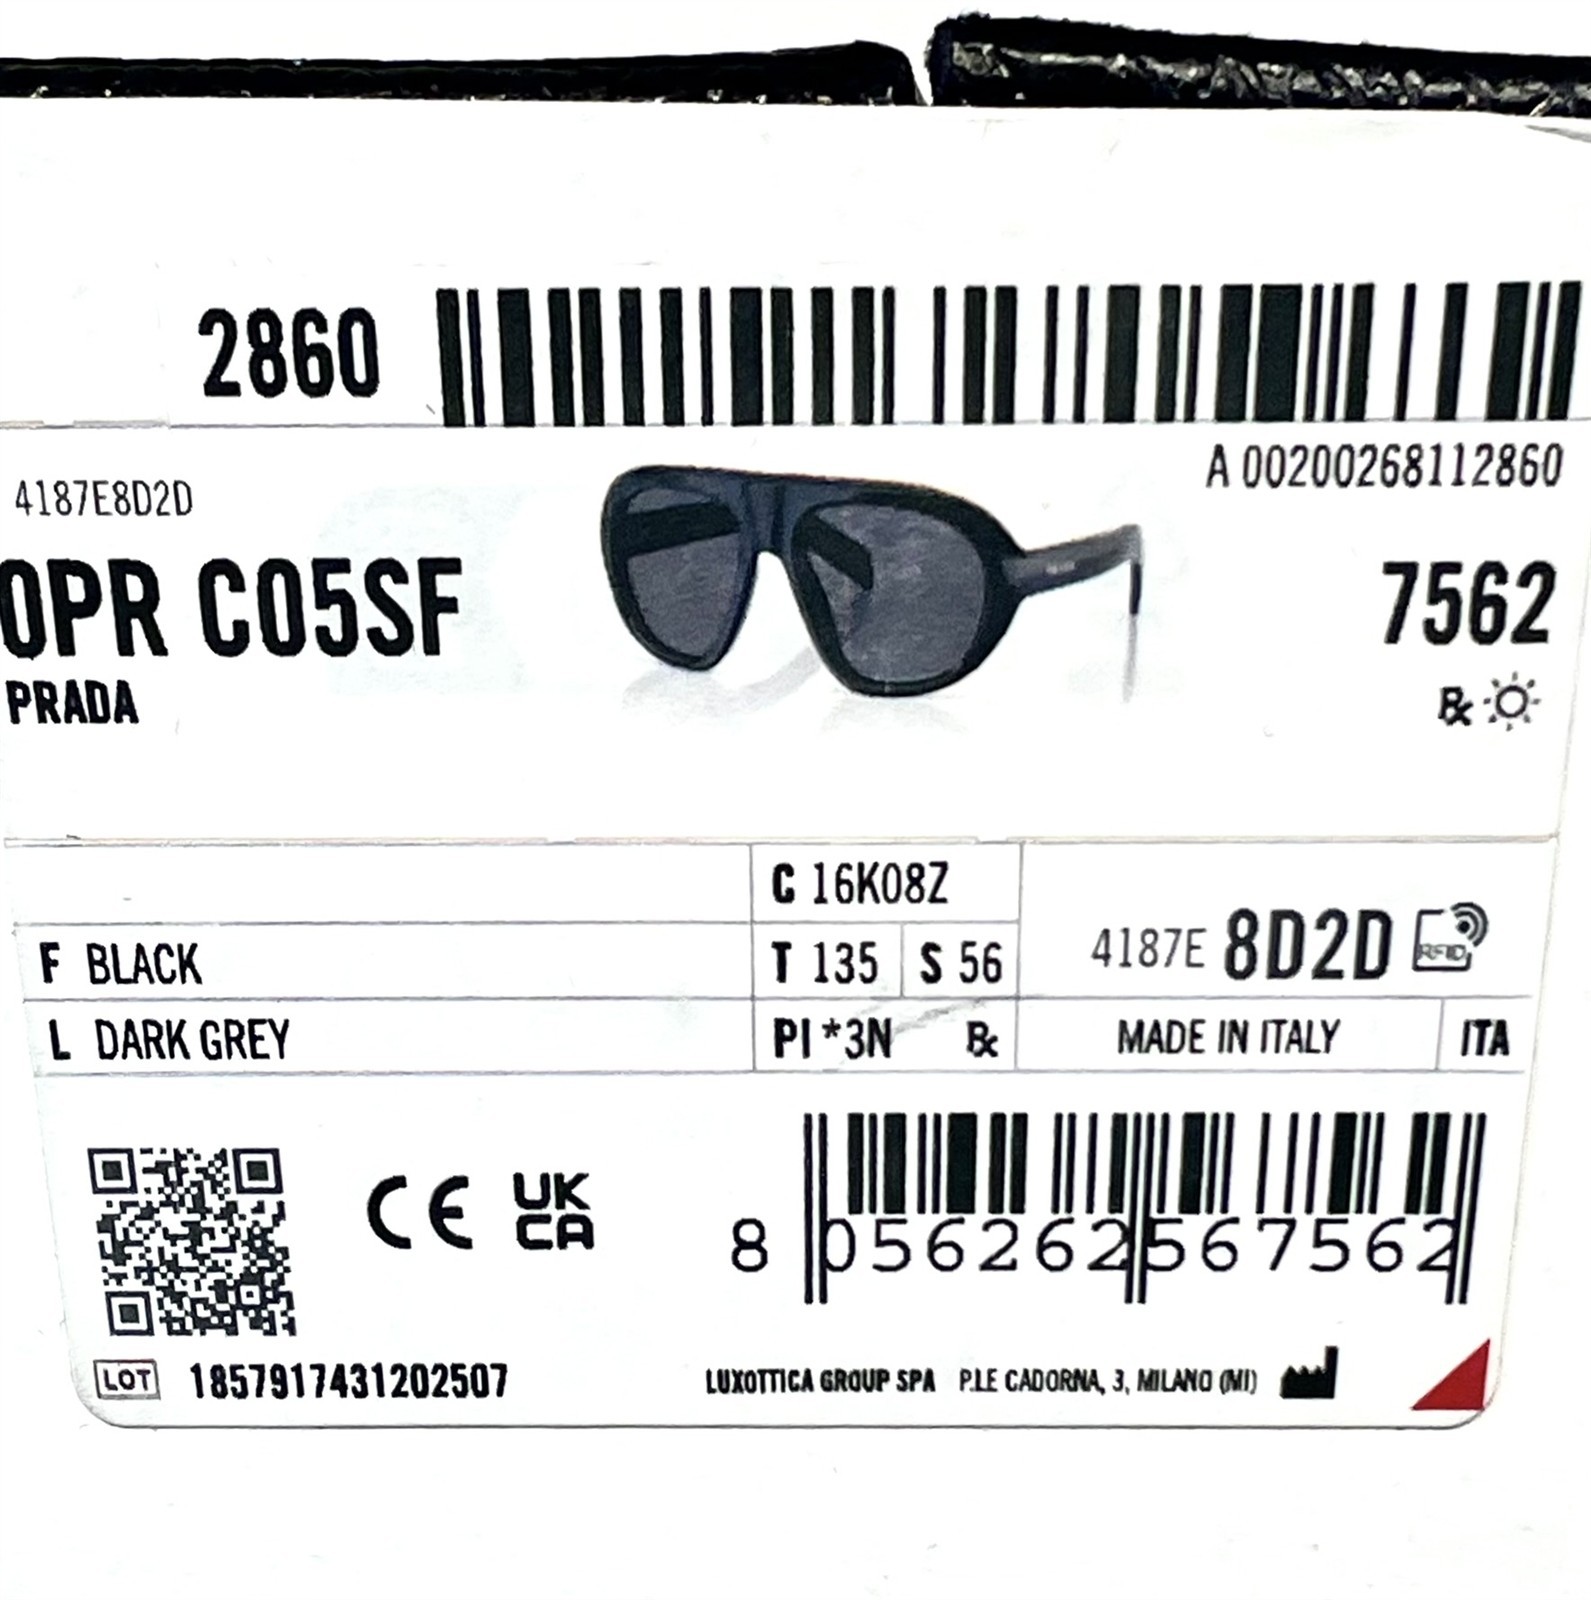 2860
A 00200268112860
4187E8D2D
0PR C05SF
7562
PRADA
Rx
C 16K08Z
F BLACK
T 135 S 56
4187E 8D2D
RFID
L DARK GREY
PI *3N Rx
MADE IN ITALY
ITA
CE UK
CA
8 056262 567562
LOT 1857917431202507
LUXOTTICA GROUP SPA P.LE CADORNA, 3, MILANO (MI)